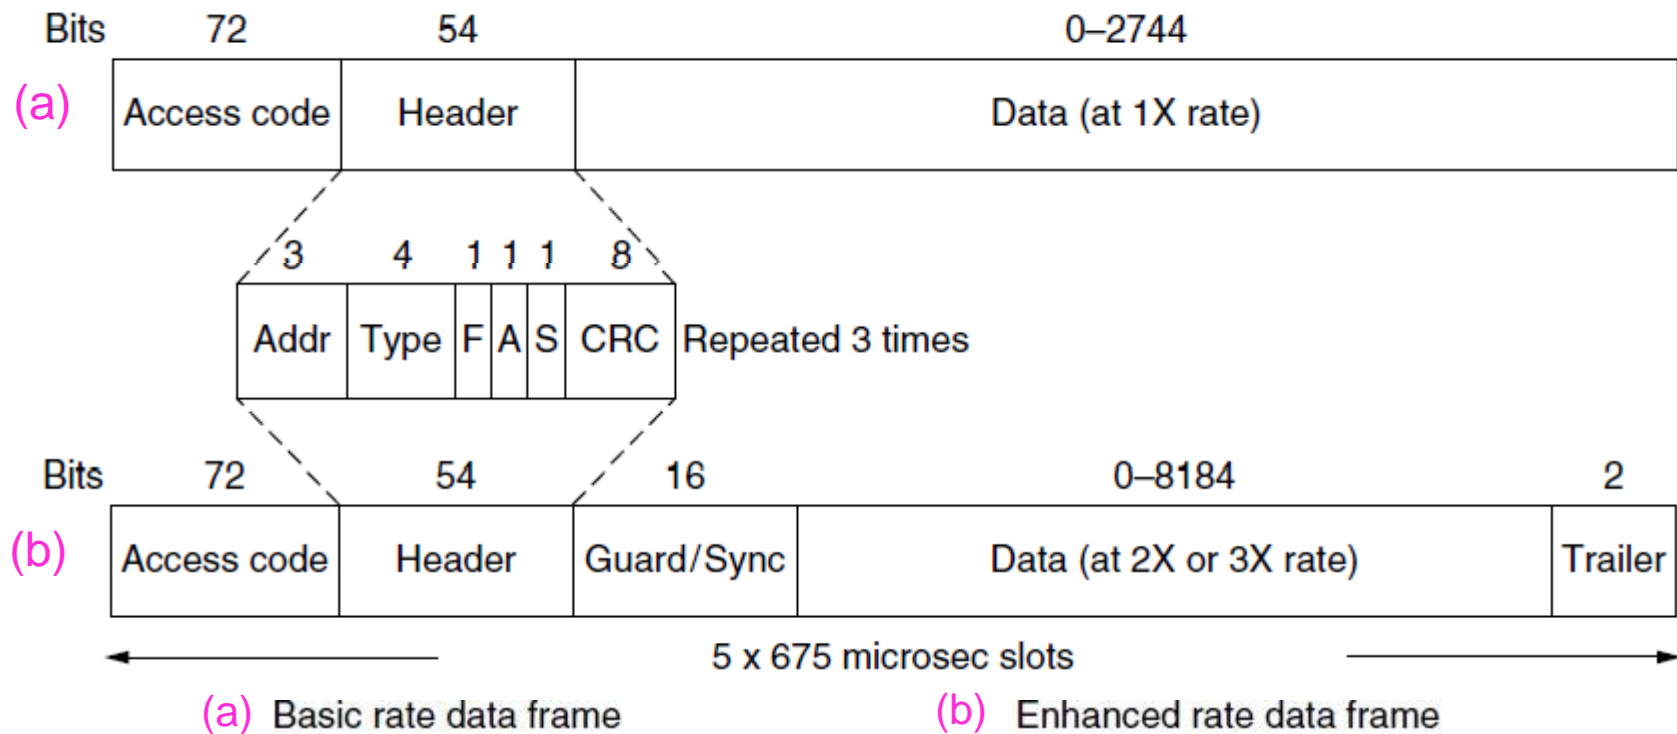 Bits 72 54 0–2744
(a) Access code Header Data (at 1X rate)
3 4 1 1 1 8
Addr Type F A S CRC Repeated 3 times
Bits 72 54 16 0–8184 2
(b) Access code Header Guard/Sync Data (at 2X or 3X rate) Trailer
5 x 675 microsec slots
(a) Basic rate data frame (b) Enhanced rate data frame